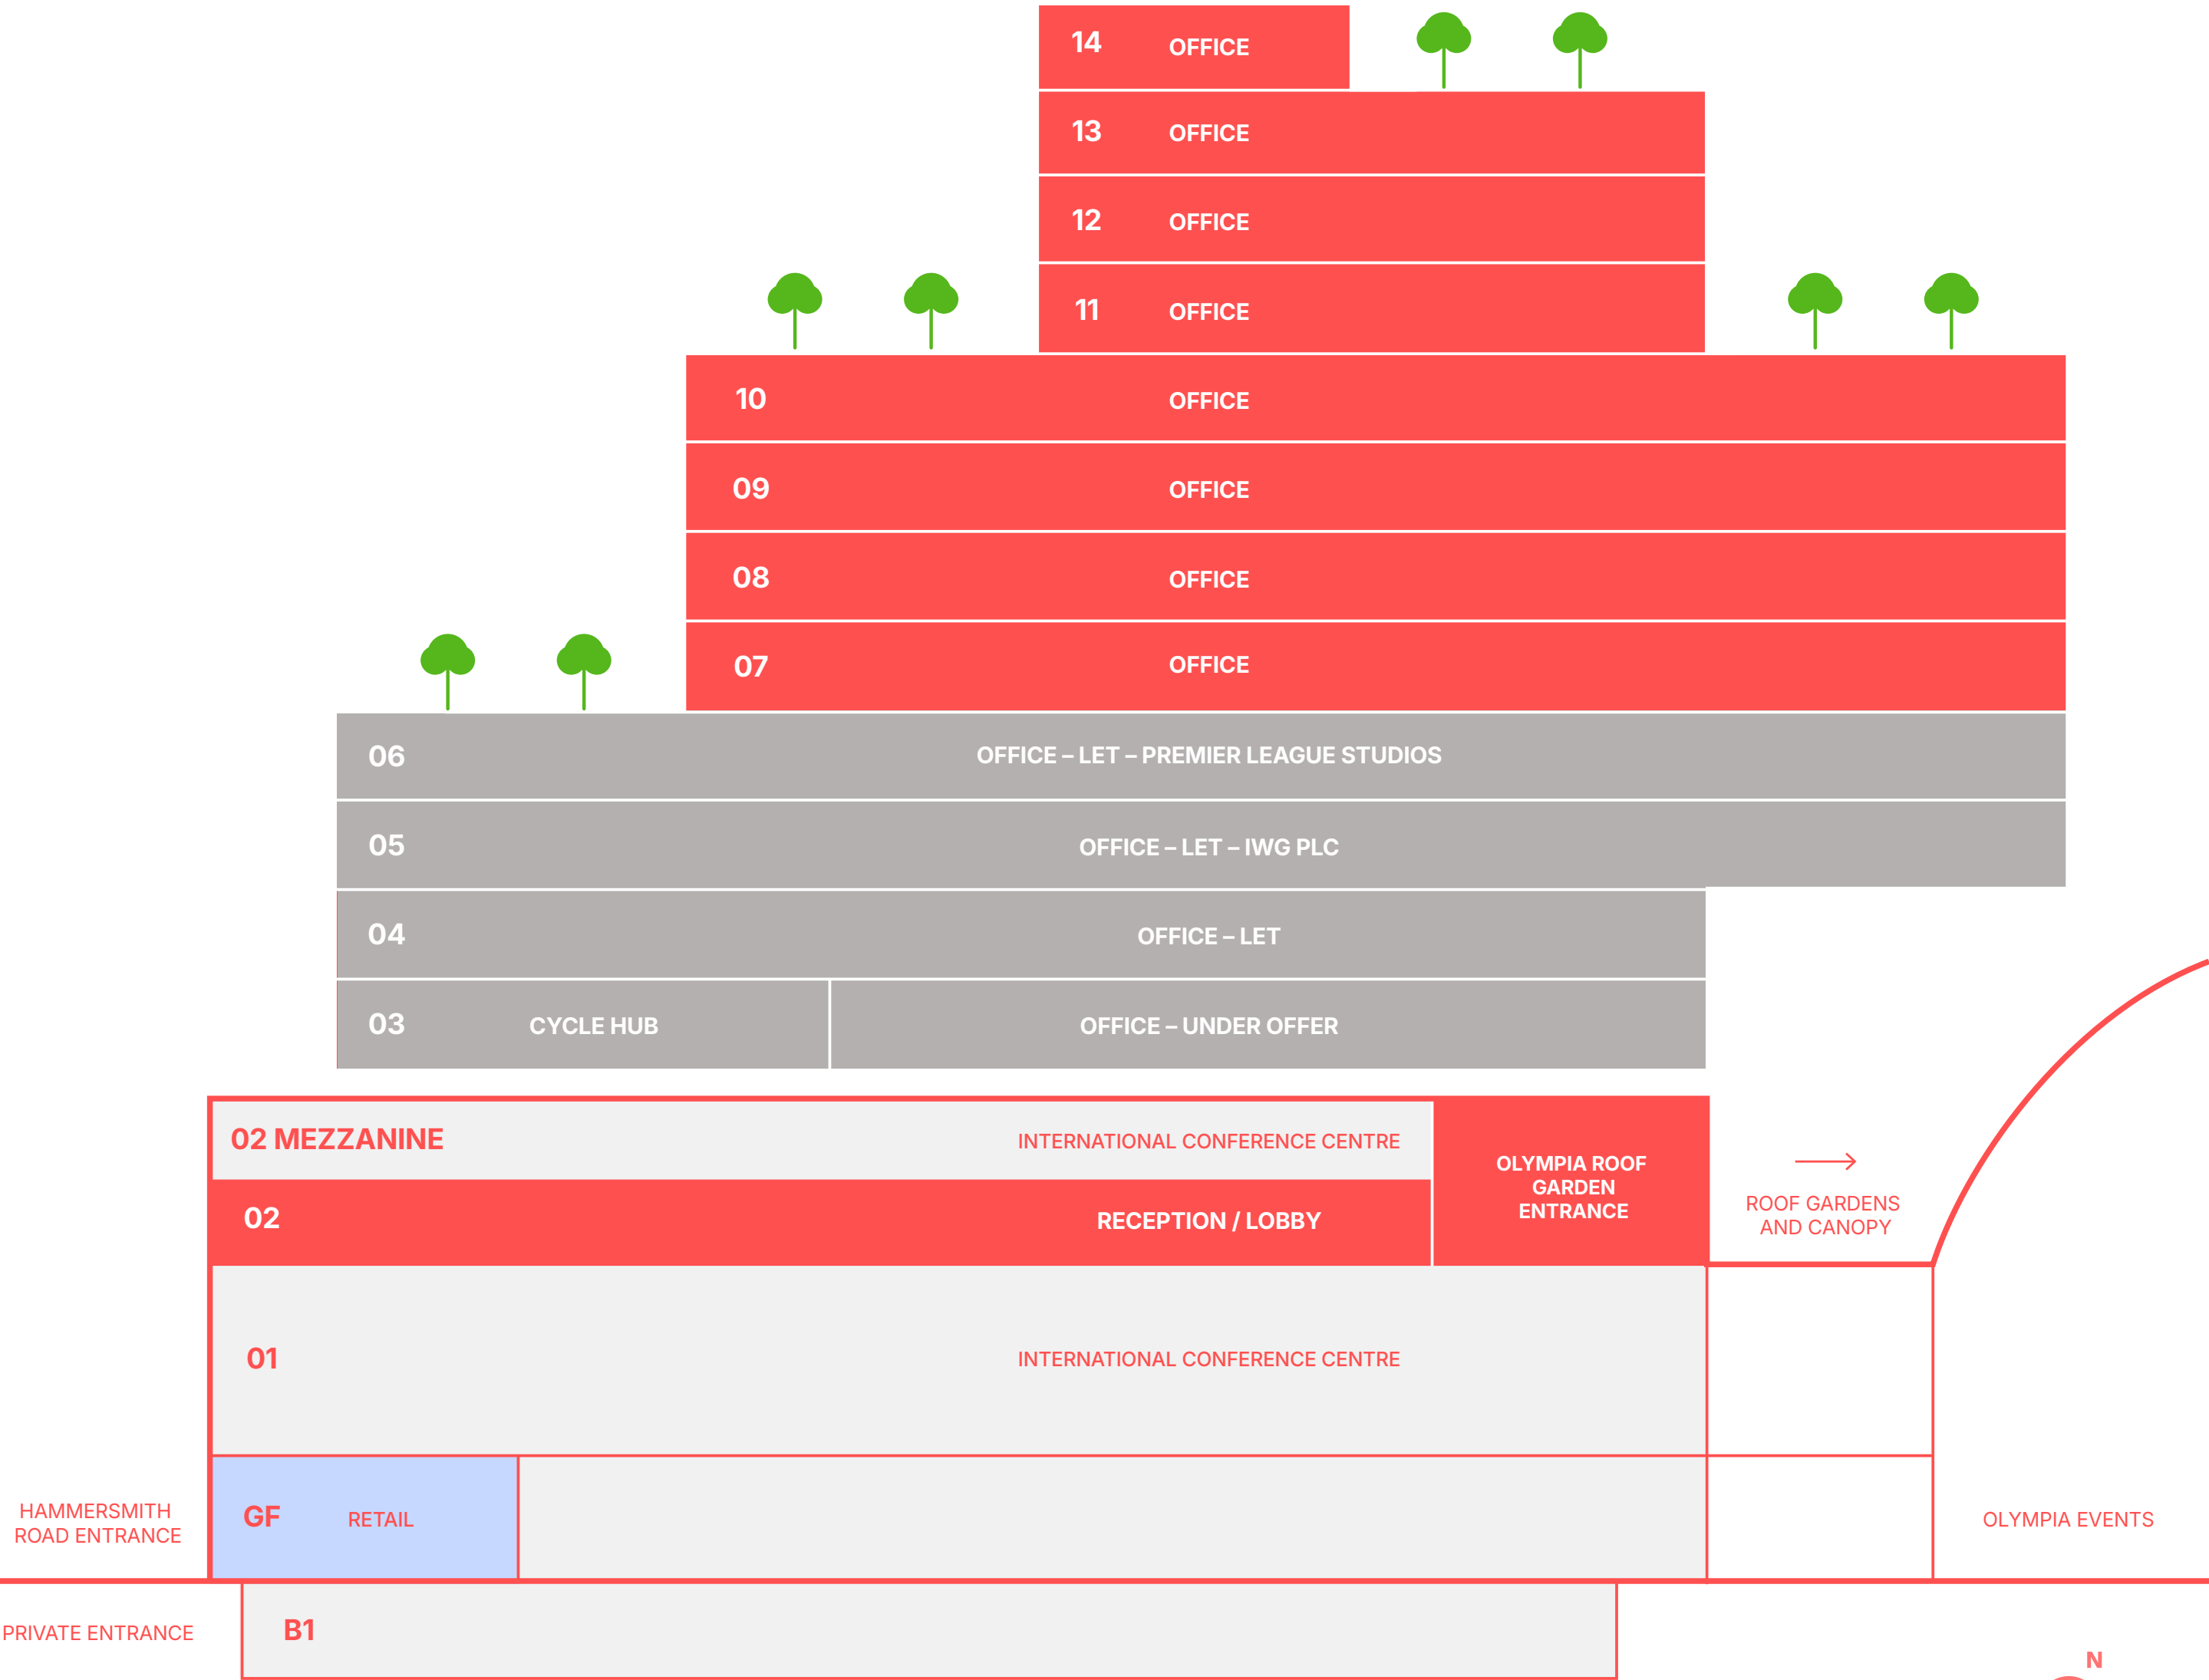 14 OFFICE
13 OFFICE
12 OFFICE
11 OFFICE
10 OFFICE
09 OFFICE
08 OFFICE
07 OFFICE
06 OFFICE – LET – PREMIER LEAGUE STUDIOS
05 OFFICE – LET – IWG PLC
04 OFFICE – LET
03 CYCLE HUB OFFICE – UNDER OFFER
02 MEZZANINE INTERNATIONAL CONFERENCE CENTRE
02 RECEPTION / LOBBY
OLYMPIA ROOF
GARDEN
ENTRANCE
ROOF GARDENS
AND CANOPY
01 INTERNATIONAL CONFERENCE CENTRE
HAMMERSMITH
ROAD ENTRANCE
GF RETAIL
OLYMPIA EVENTS
PRIVATE ENTRANCE
B1
N